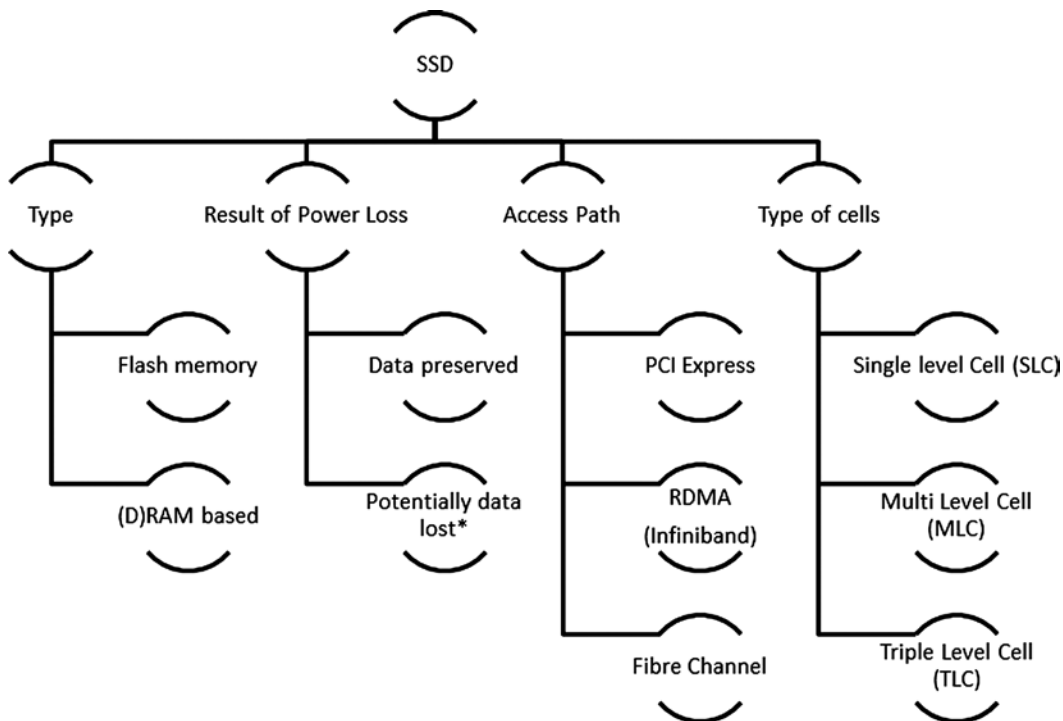 SSD
Type
Result of Power Loss
Access Path
Type of cells
Flash memory
Data preserved
PCI Express
Single level Cell (SLC)
(D)RAM based
Potentially data
lost*
RDMA
(Infiniband)
Multi Level Cell
(MLC)
Fibre Channel
Triple Level Cell
(TLC)